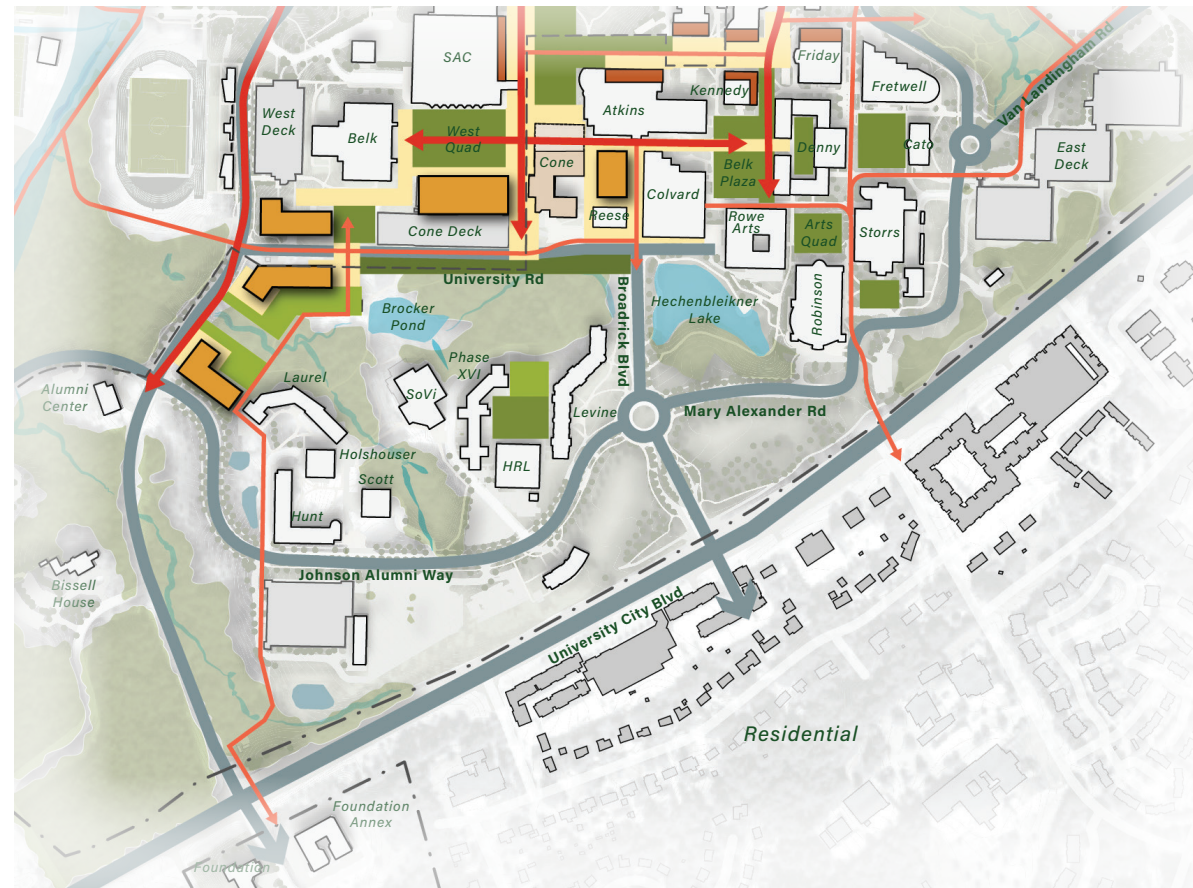 SAC
Friday
Kennedy
Fretwell
Van Landingham Rd
West
Deck
Belk
West
Quad
Atkins
Cone
Denny
Cato
East
Deck
Belk
Plaza
Colvard
Reese
Cone Deck
Rowe
Arts
Arts
Quad
Storrs
University Rd
Broadrick Blvd
Hechenbleikner
Lake
Robinson
Brocker
Pond
Phase
XVI
SoVi
Laurel
Alumni
Center
Levine
Mary Alexander Rd
Holshouser
Scott
HRL
Hunt
Johnson Alumni Way
Bissell
House
University City Blvd
Residential
Foundation
Annex
Foundation